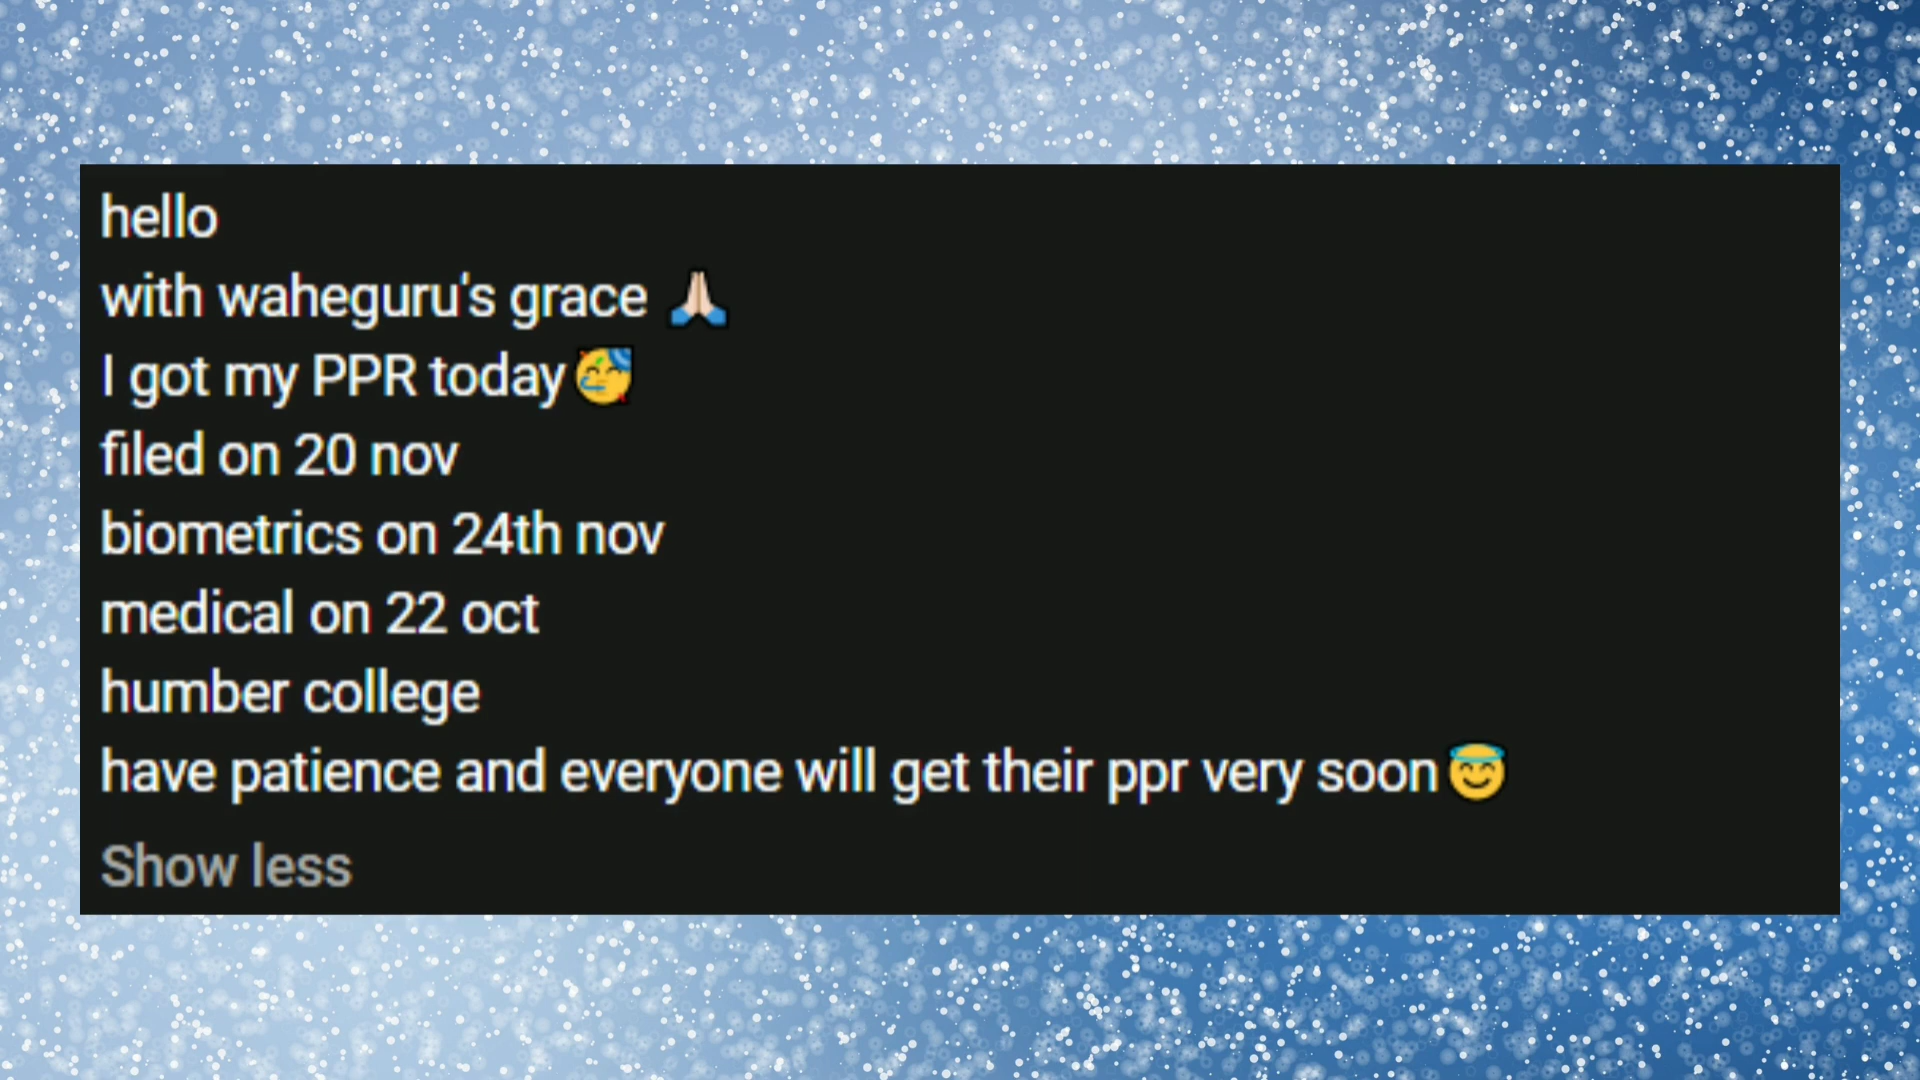 hello
with waheguru's grace 🙏🏻
I got my PPR today🥳
filed on 20 nov
biometrics on 24th nov
medical on 22 oct
humber college
have patience and everyone will get their ppr very soon😇
Show less